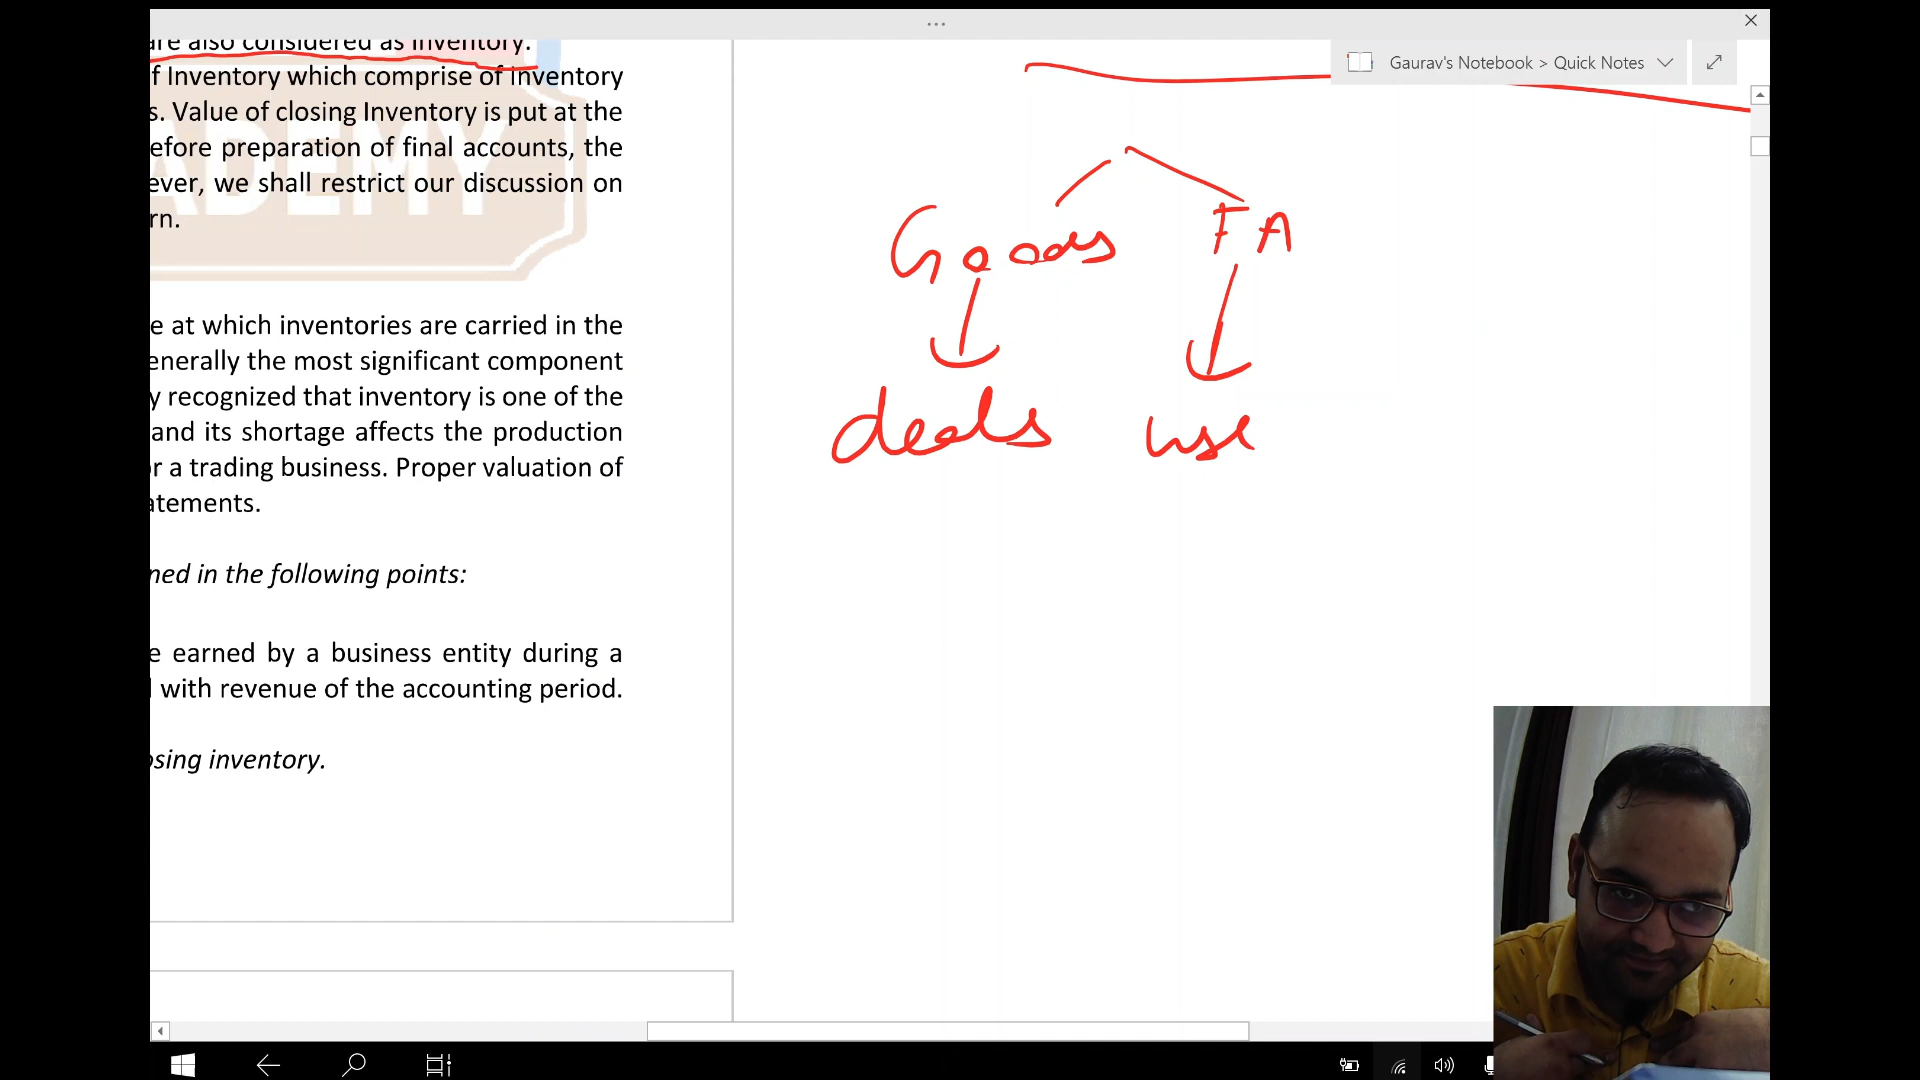 are also considered as inventory.
f Inventory which comprise of Inventory
s. Value of closing Inventory is put at the
efore preparation of final accounts, the
ever, we shall restrict our discussion on
rn.
ADEMY
e at which inventories are carried in the
enerally the most significant component
y recognized that inventory is one of the
and its shortage affects the production
or a trading business. Proper valuation of
atements.
ned in the following points:
e earned by a business entity during a
with revenue of the accounting period.
osing inventory.
Gaurav's Notebook > Quick Notes
Goods FA
deals use